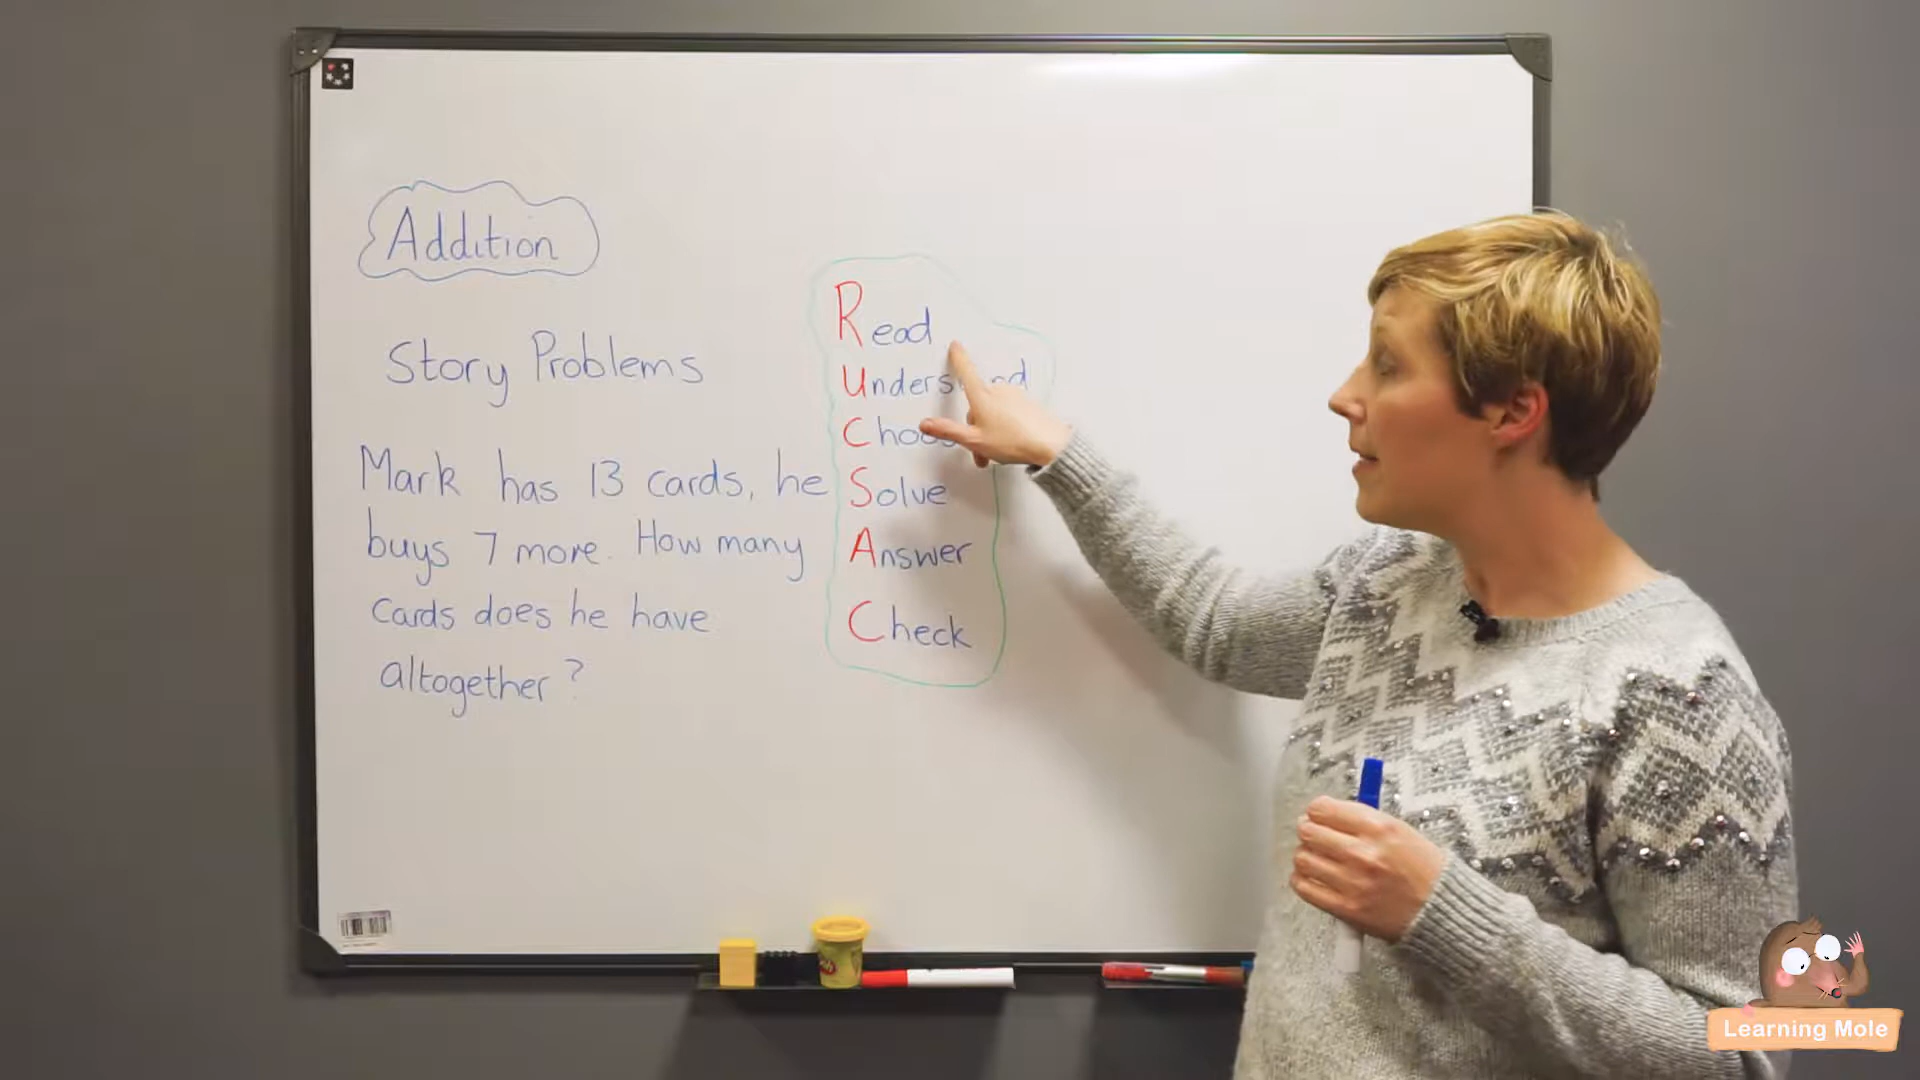 Addition
Story Problems
Mark has 13 cards, he
buys 7 more. How many
cards does he have
altogether?
Read
Solve
Answer
Check
Learning Mole